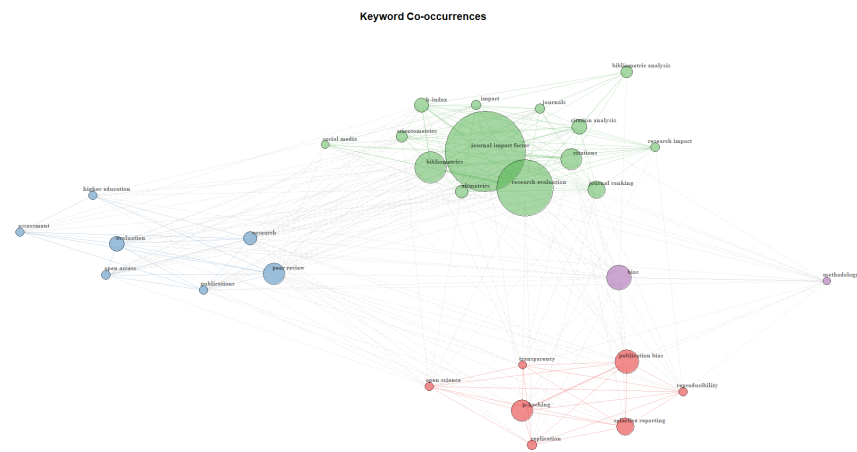 Keyword Co-occurrences
bibliometric analysis
h-index
impact
journals
citation analysis
scientometrics
social media
journal impact factor
research impact
citations
bibliometrics
altmetrics
research evaluation
journal ranking
higher education
assessment
evaluation
research
open access
peer review
publications
bias
methodology
transparency
publication bias
open science
reproducibility
p-hacking
selective reporting
replication